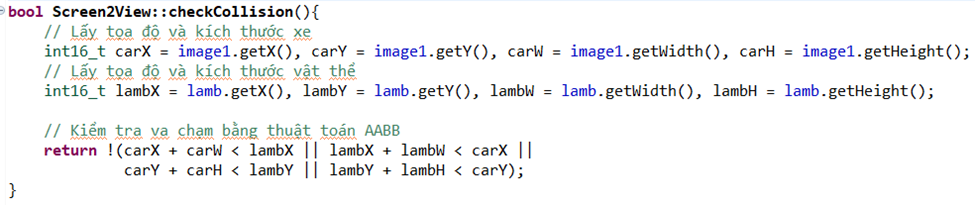 bool Screen2View::checkCollision(){
// Lấy tọa độ và kích thước xe
int16_t carX = image1.getX(), carY = image1.getY(), carW = image1.getWidth(), carH = image1.getHeight();
// Lấy tọa độ và kích thước vật thể
int16_t lambX = lamb.getX(), lambY = lamb.getY(), lambW = lamb.getWidth(), lambH = lamb.getHeight();
// Kiểm tra va chạm bằng thuật toán AABB
return !(carX + carW < lambX || lambX + lambW < carX ||
carY + carH < lambY || lambY + lambH < carY);
}